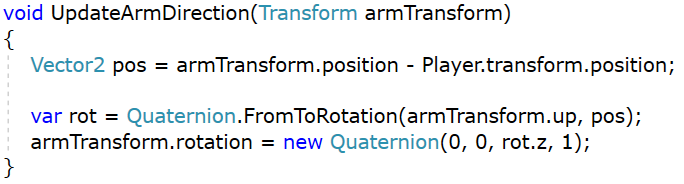 void UpdateArmDirection(Transform armTransform)
{
Vector2 pos = armTransform.position - Player.transform.position;
var rot = Quaternion.FromToRotation(armTransform.up, pos);
armTransform.rotation = new Quaternion(0, 0, rot.z, 1);
}